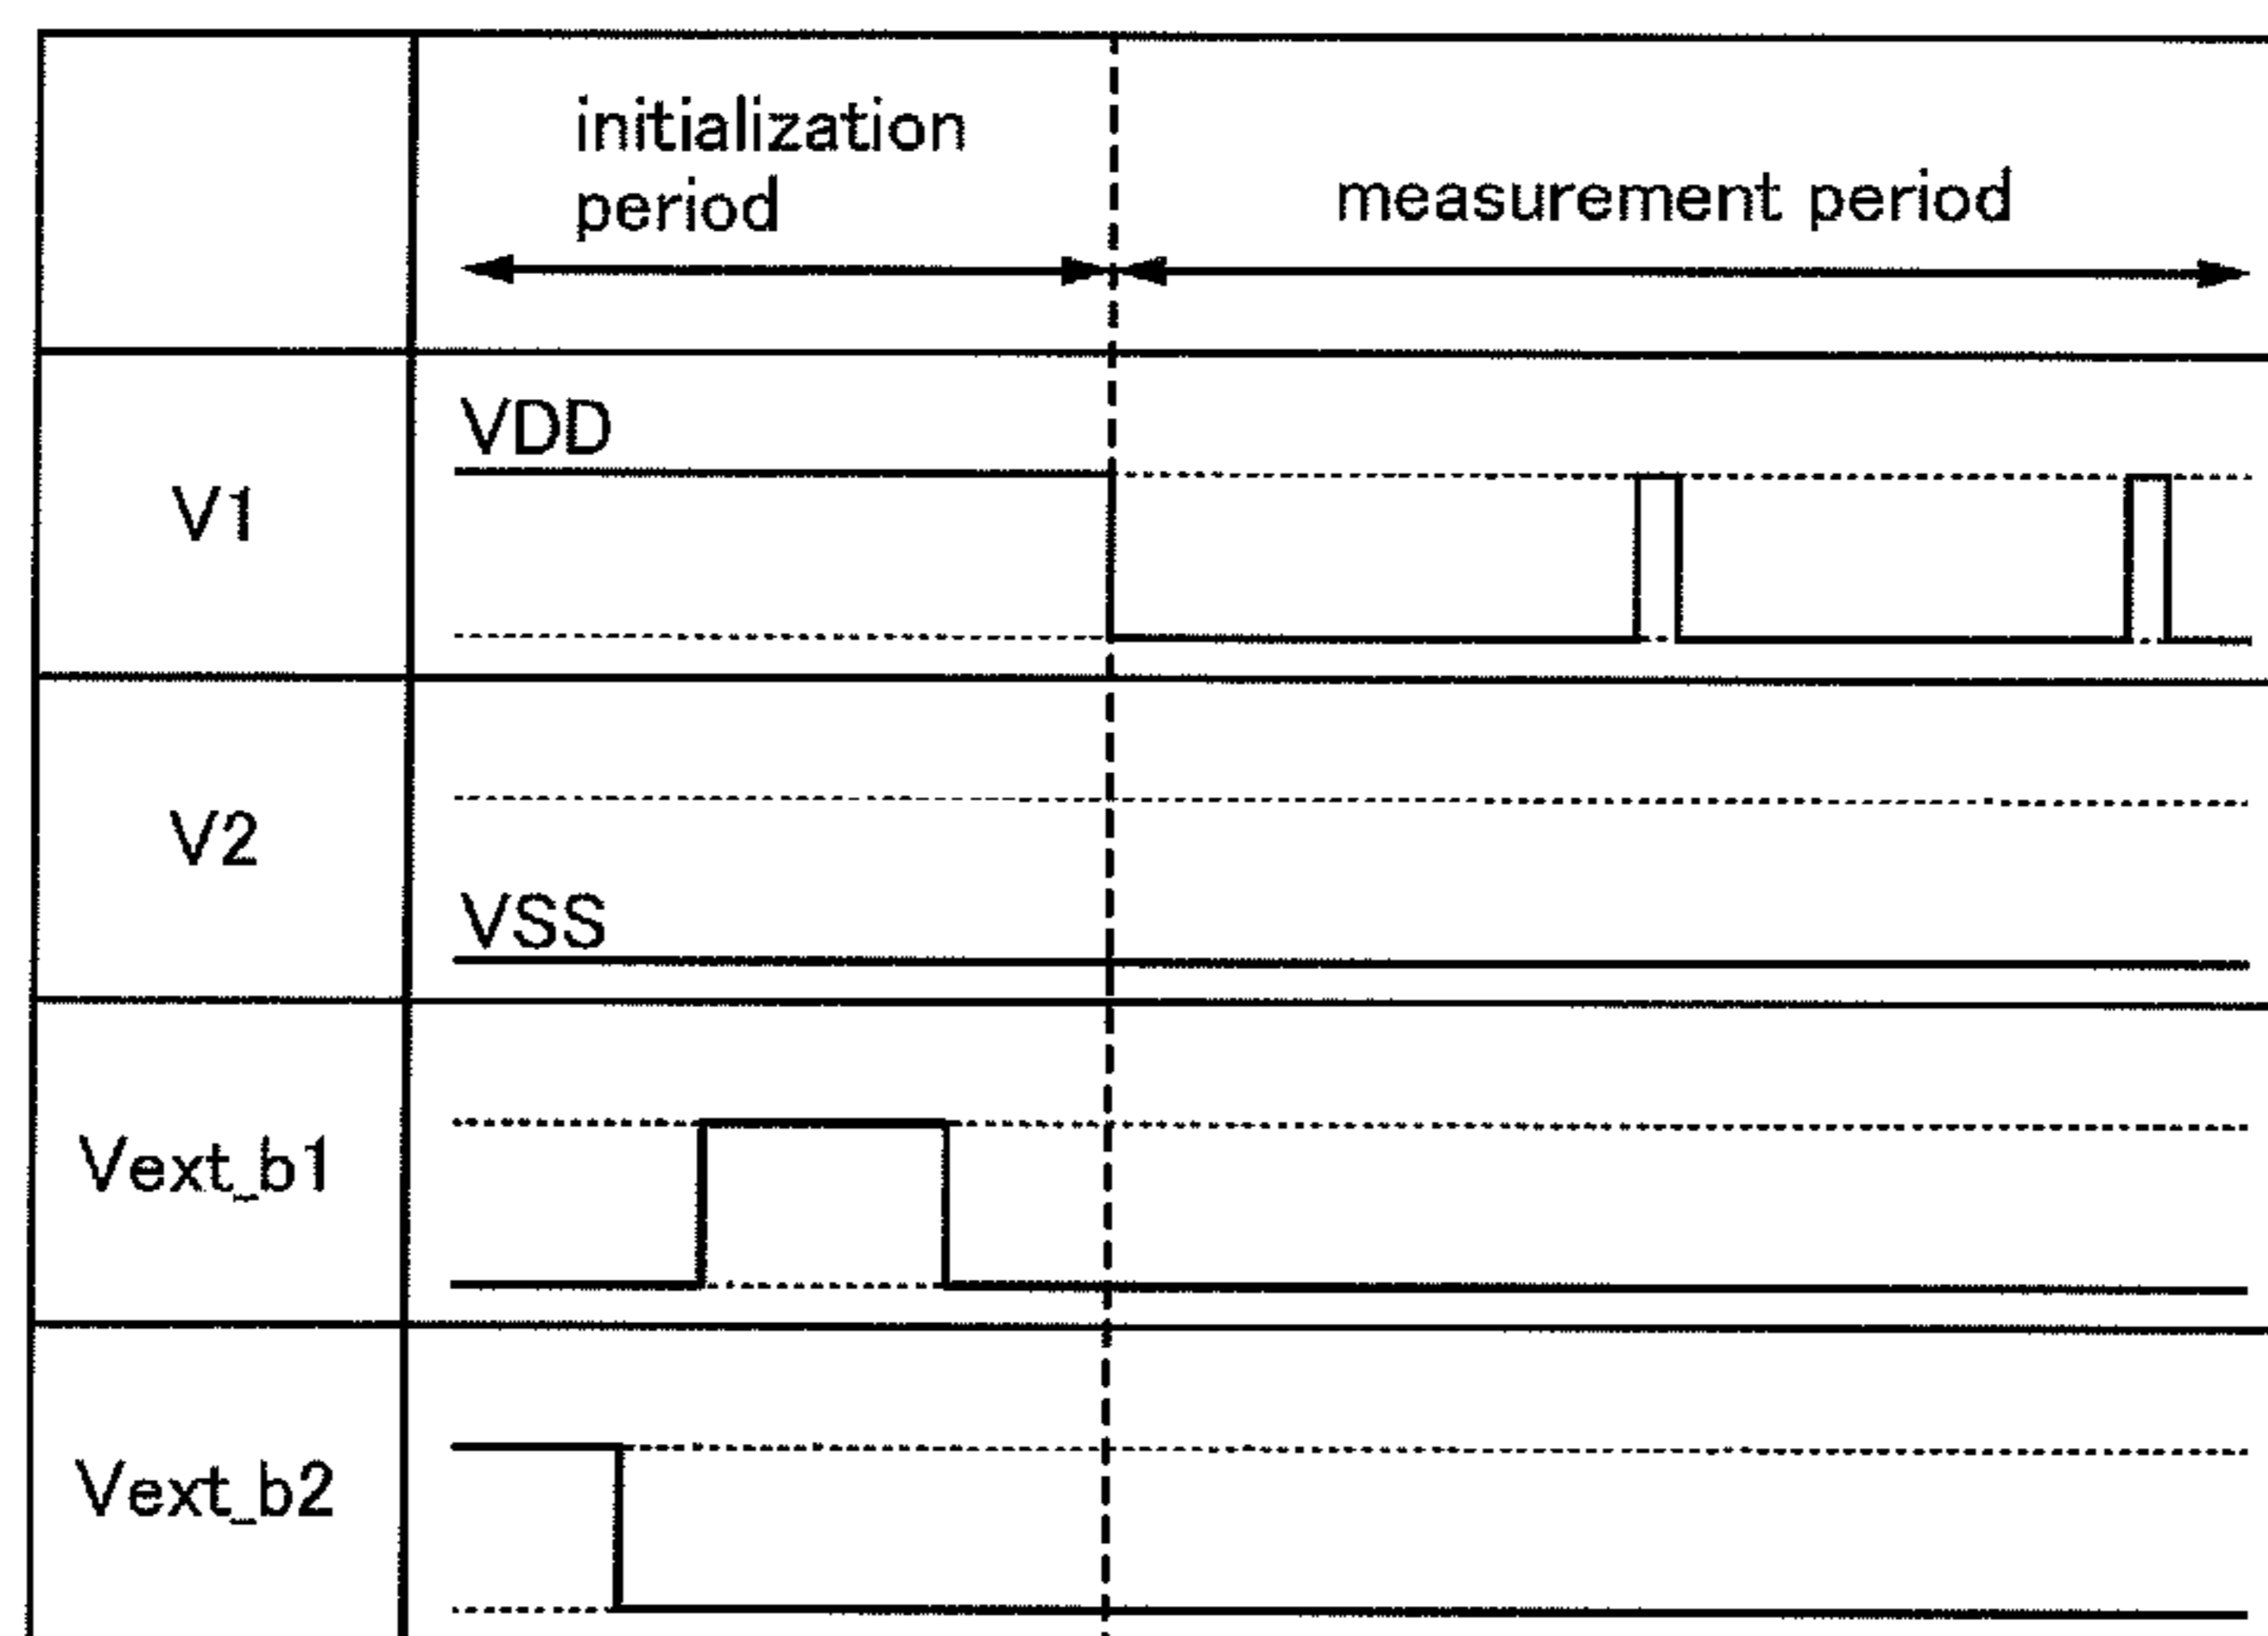 initialization
period
measurement period
VDD
V1
V2
VSS
Vext_b1
Vext_b2